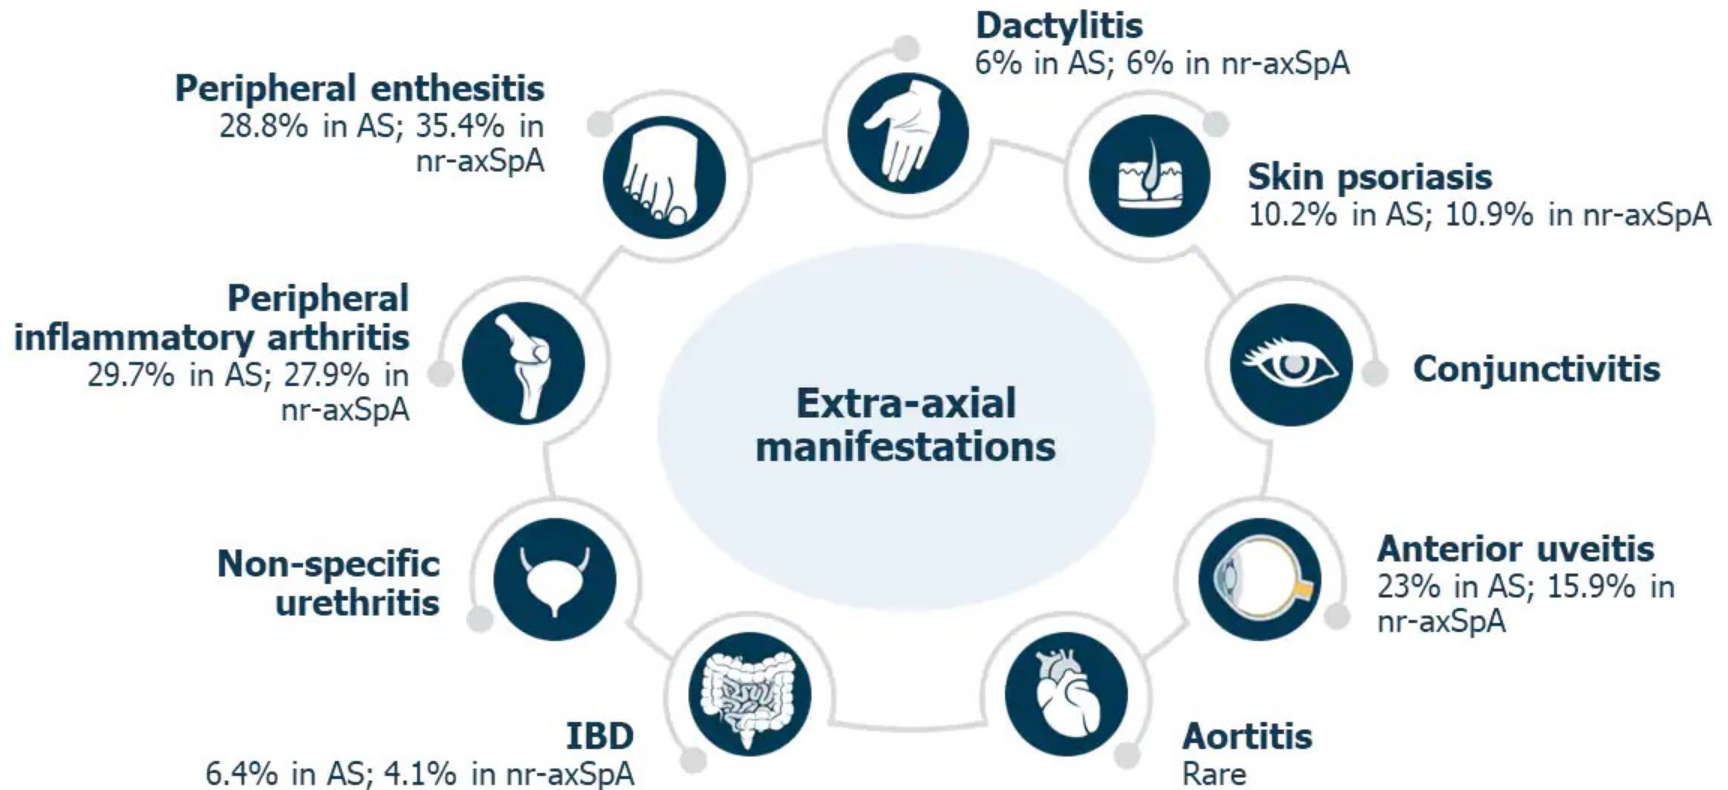 Dactylitis
6% in AS; 6% in nr-axSpA
Peripheral enthesitis
28.8% in AS; 35.4% in
nr-axSpA
Skin psoriasis
10.2% in AS; 10.9% in nr-axSpA
Peripheral
inflammatory arthritis
29.7% in AS; 27.9% in
nr-axSpA
Conjunctivitis
Extra-axial
manifestations
Non-specific
urethritis
Anterior uveitis
23% in AS; 15.9% in
nr-axSpA
IBD
6.4% in AS; 4.1% in nr-axSpA
Aortitis
Rare